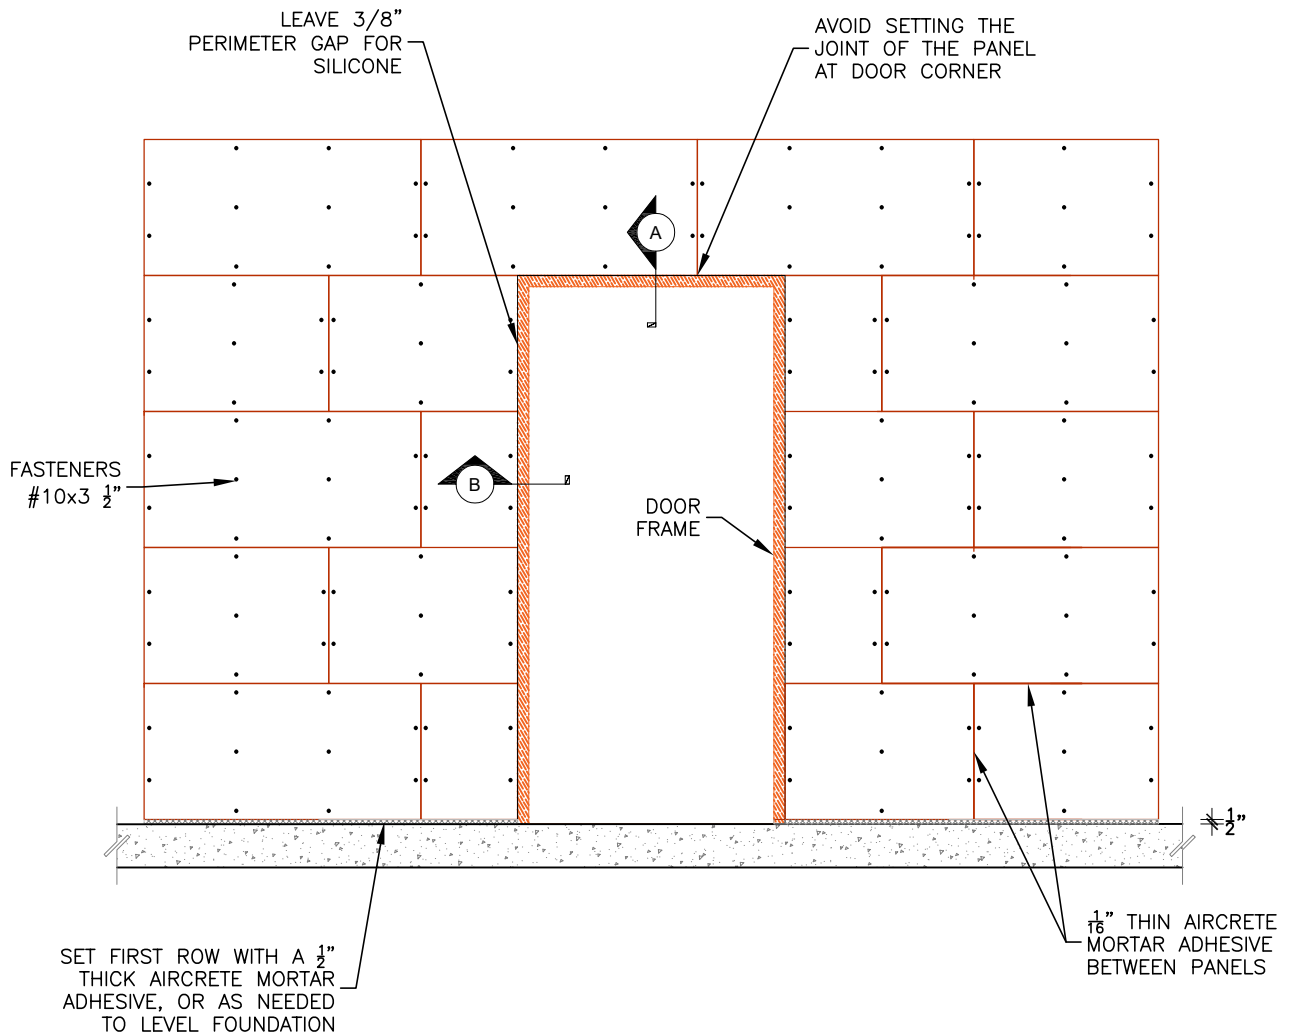 LEAVE 3/8"
PERIMETER GAP FOR
SILICONE
AVOID SETTING THE
JOINT OF THE PANEL
AT DOOR CORNER
A
FASTENERS
#10x3 1/2"
B
DOOR
FRAME
1/2"
SET FIRST ROW WITH A 1/2"
THICK AIRCRETE MORTAR
ADHESIVE, OR AS NEEDED
TO LEVEL FOUNDATION
1/16" THIN AIRCRETE
MORTAR ADHESIVE
BETWEEN PANELS